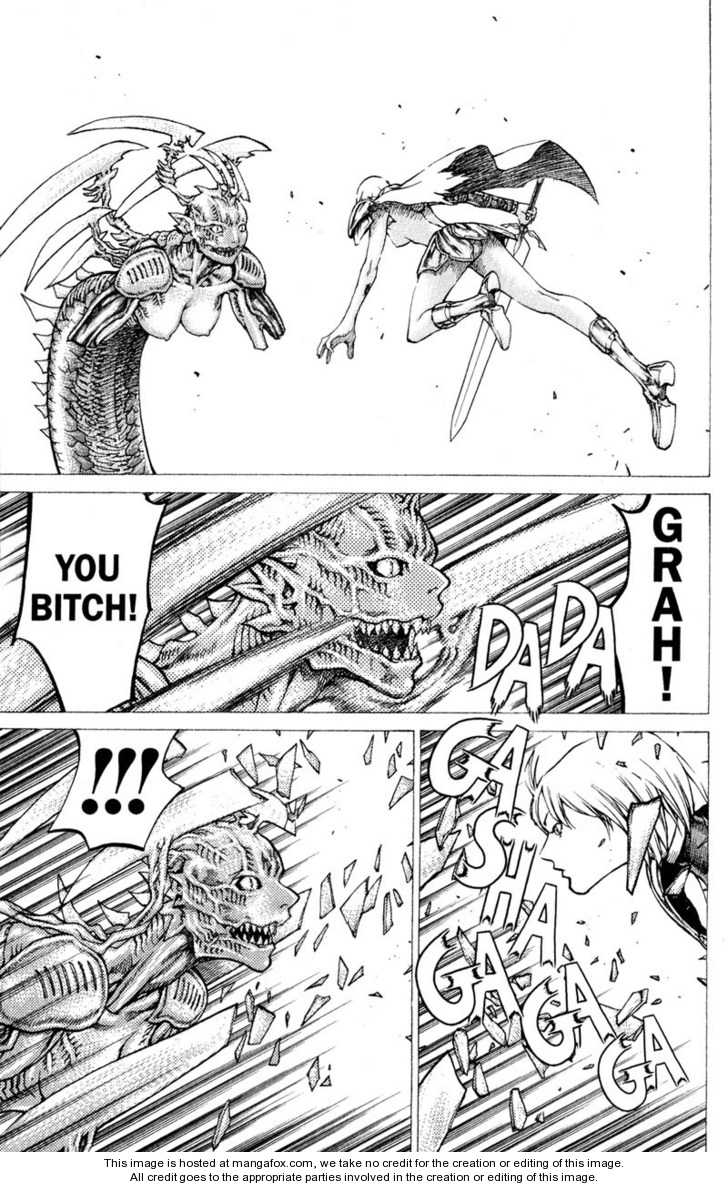 GRAH!
YOU
BITCH!
DADA
GA
SHA
GA
GA
GA
!!!
This image is hosted at mangafox.com, we take no credit for the creation or editing of this image.
All credit goes to the appropriate parties involved in the creation or editing of this image.